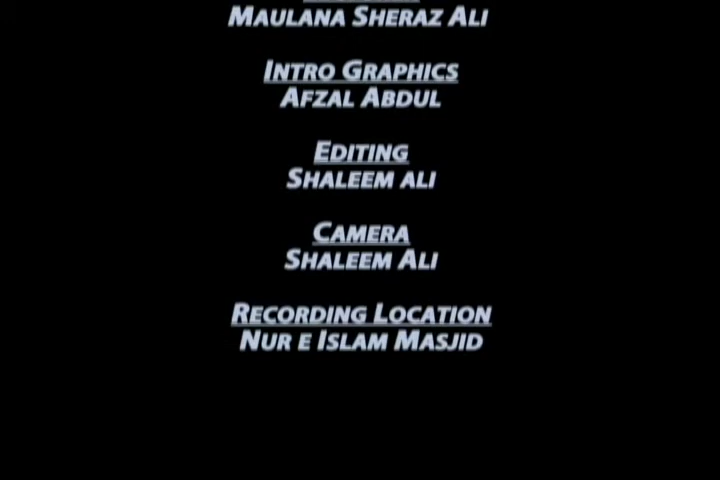 MAULANA SHERAZ ALI
INTRO GRAPHICS
AFZAL ABDUL
EDITING
SHALEEM ALI
CAMERA
SHALEEM ALI
RECORDING LOCATION
NUR E ISLAM MASJID